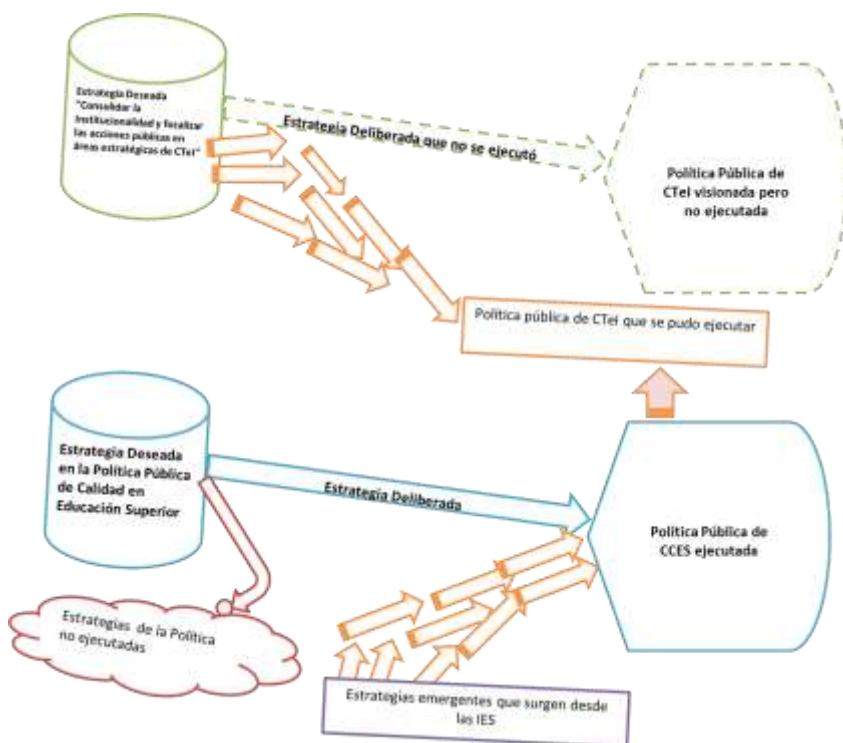 Estrategia Deseada
"Consolidar la
Institucionalidad y focalizar
las acciones públicas en
áreas estratégicas de CTeI"
Estrategia Deliberada que no se ejecutó
Política Pública de
CTeI visionada pero
no ejecutada
Política pública de CTeI que se pudo ejecutar
Estrategia Deseada
en la Política Pública
de Calidad en
Educación Superior
Estrategia Deliberada
Política Pública de
CCES ejecutada
Estrategias de la Política
no ejecutadas
Estrategias emergentes que surgen desde
las IES